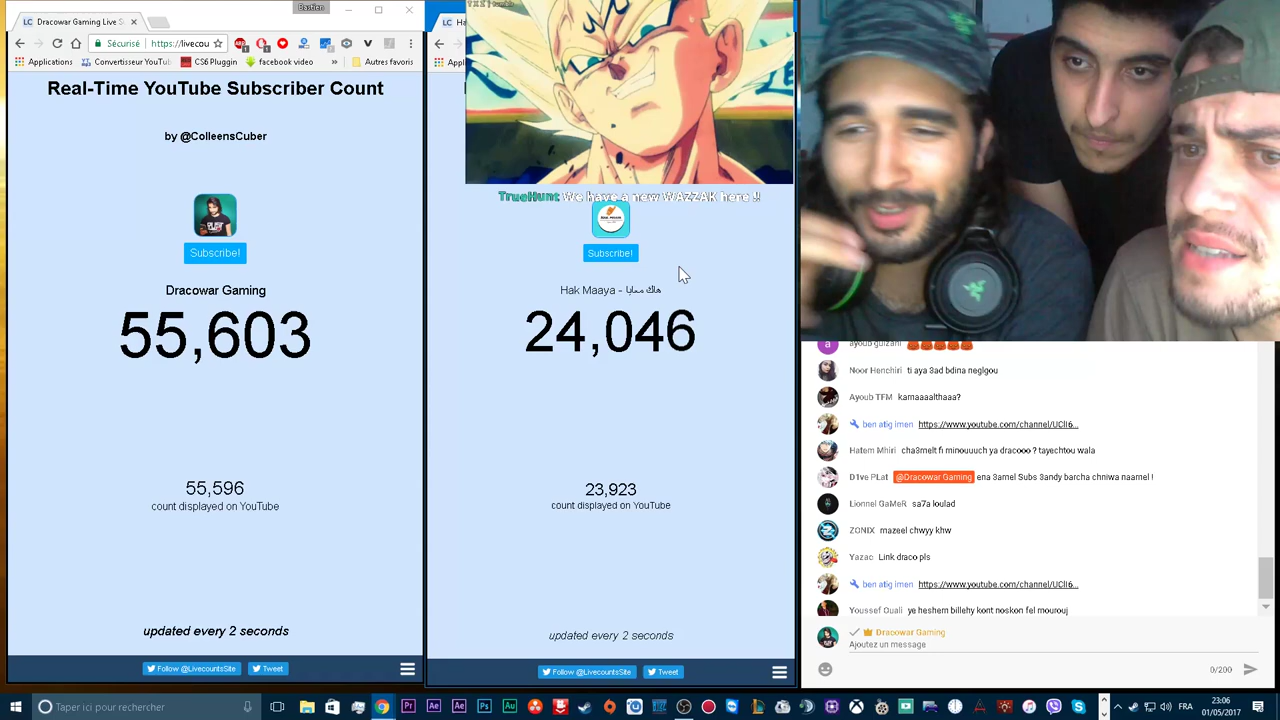 Dracowar Gaming Live S
Bastien
Sécurisé
https://livecou
Applications
Convertisseur YouTu
CS6 Pluggin
facebook video
Autres favoris
Real-Time YouTube Subscriber Count
by @ColleensCuber
Subscribe!
Dracowar Gaming
55,603
55,596
count displayed on YouTube
updated every 2 seconds
Follow @LivecountsSite
Tweet
TrueHunt We have a new WAZZAK here !!
Subscribe!
Hak Maaya - هاك معايا
24,046
23,923
count displayed on YouTube
updated every 2 seconds
Follow @LivecountsSite
Tweet
ayoub guizani
Noor Henchiri ti aya 3ad bdina neglgou
Ayoub TFM kamaaaalthaaa?
ben atig imen https://www.youtube.com/channel/UCIl6...
Hatem Mhiri cha3melt fi minouuuch ya dracooo ? tayechtou wala
D1ve PLat @Dracowar Gaming ena 3amel Subs 3andy barcha chniwa naamel !
Lionnel GaMeR sa7a loulad
ZONIX mazeel chwyy khw
Yazac Link draco pls
ben atig imen https://www.youtube.com/channel/UCIl6...
Youssef Ouali ye heshem billehy kont noskon fel mourouj
Dracowar Gaming
Ajoutez un message
0/200
Taper ici pour rechercher
FRA
23:06
01/05/2017